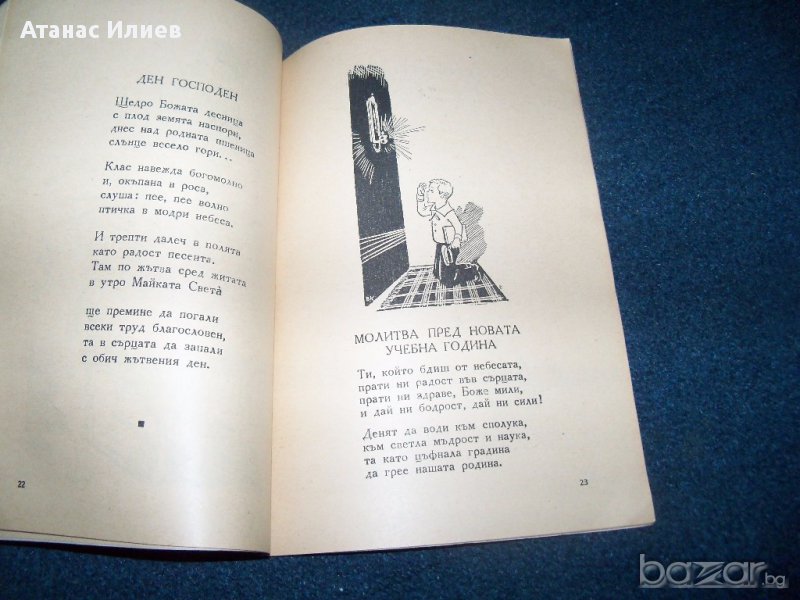 Атанас Илиев
ДЕН ГОСПОДЕН
Щедро Божата десница
с плод земята наспори,
днес над родната пшеница
слънце весело гори...
Клас навежда богомолно
и, окъпана в роса,
слуша: пее, пее волно
птичка в модри небеса.
И трепти далеч в полята
като радост песента.
Там по жътва сред житата
в утро Майката Света̀
ще премине да погали
всеки труд благословен,
та в сърцата да запали
с обич жътвения ден.
22
ВК
МОЛИТВА ПРЕД НОВАТА
УЧЕБНА ГОДИНА
Ти, който бдиш от небесата,
прати ни радост във сърцата,
прати ни здраве, Боже мили,
и дай ни бодрост, дай ни сили!
Денят да води към сполука,
към светла мъдрост и наука,
та като цъфнала градина
да грее нашата родина.
23
bazar.bg